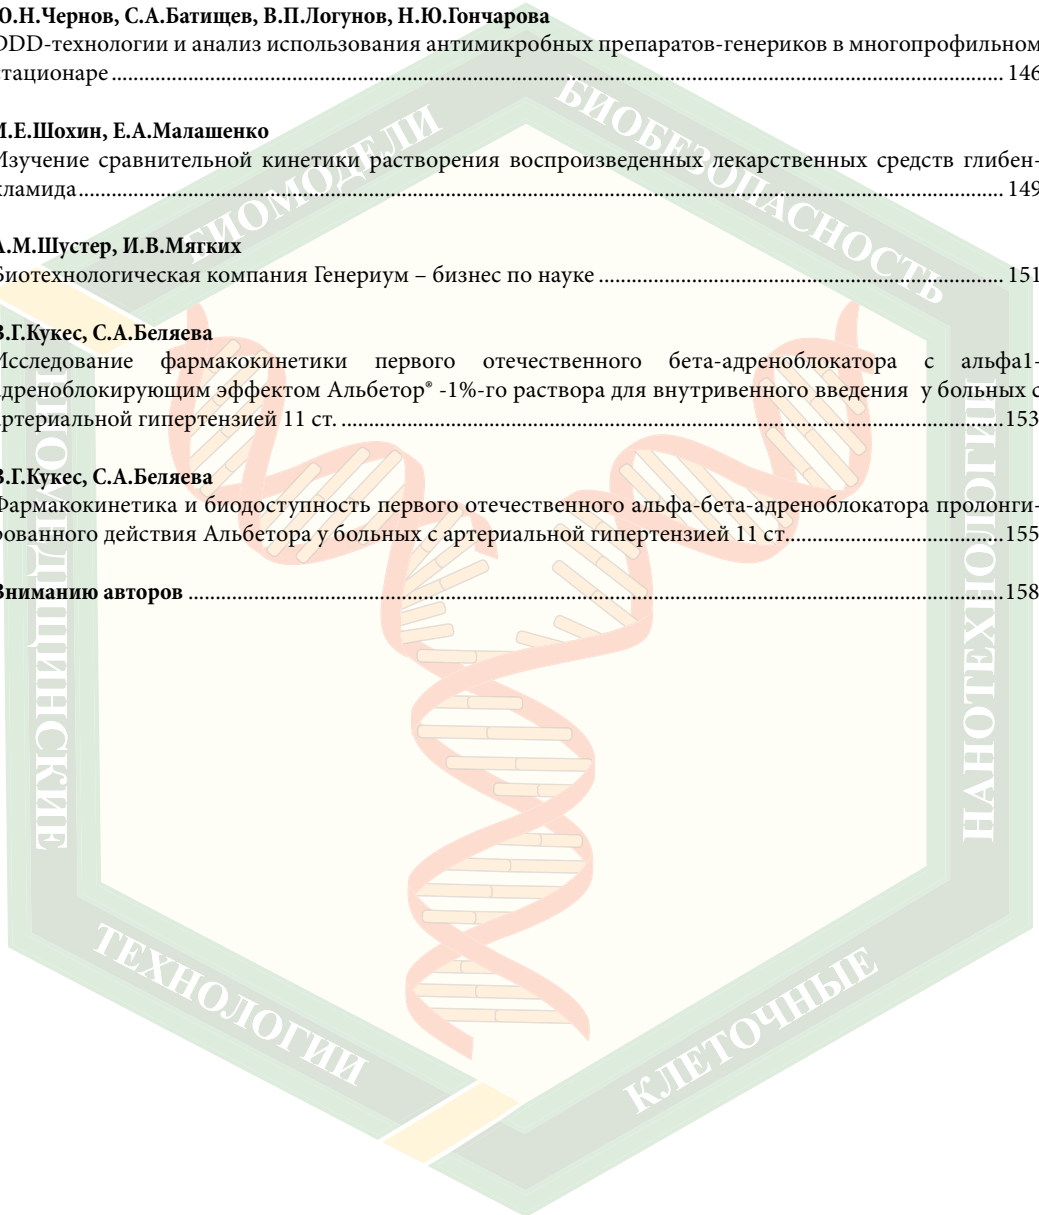 Ю.Н.Чернов, С.А.Батищев, В.П.Логунов, Н.Ю.Гончарова
DDD-технологии и анализ использования антимикробных препаратов-генериков в многопрофильном
стационаре ........ 146
И.Е.Шохин, Е.А.Малашенко
Изучение сравнительной кинетики растворения воспроизведенных лекарственных средств глибен-
кламида ........ 149
А.М.Шустер, И.В.Мягких
Биотехнологическая компания Генериум – бизнес по науке ........ 151
В.Г.Кукес, С.А.Беляева
Исследование фармакокинетики первого отечественного бета-адреноблокатора с альфа1-
адреноблокирующим эффектом Альбетор® -1%-го раствора для внутривенного введения у больных с
артериальной гипертензией 11 ст. ........ 153
В.Г.Кукес, С.А.Беляева
Фармакокинетика и биодоступность первого отечественного альфа-бета-адреноблокатора пролонги-
рованного действия Альбетора у больных с артериальной гипертензией 11 ст. ........ 155
Вниманию авторов ........ 158
БИОМОДЕЛИ
БИОБЕЗОПАСНОСТЬ
НАНОТЕХНОЛОГИИ
КЛЕТОЧНЫЕ
ТЕХНОЛОГИИ